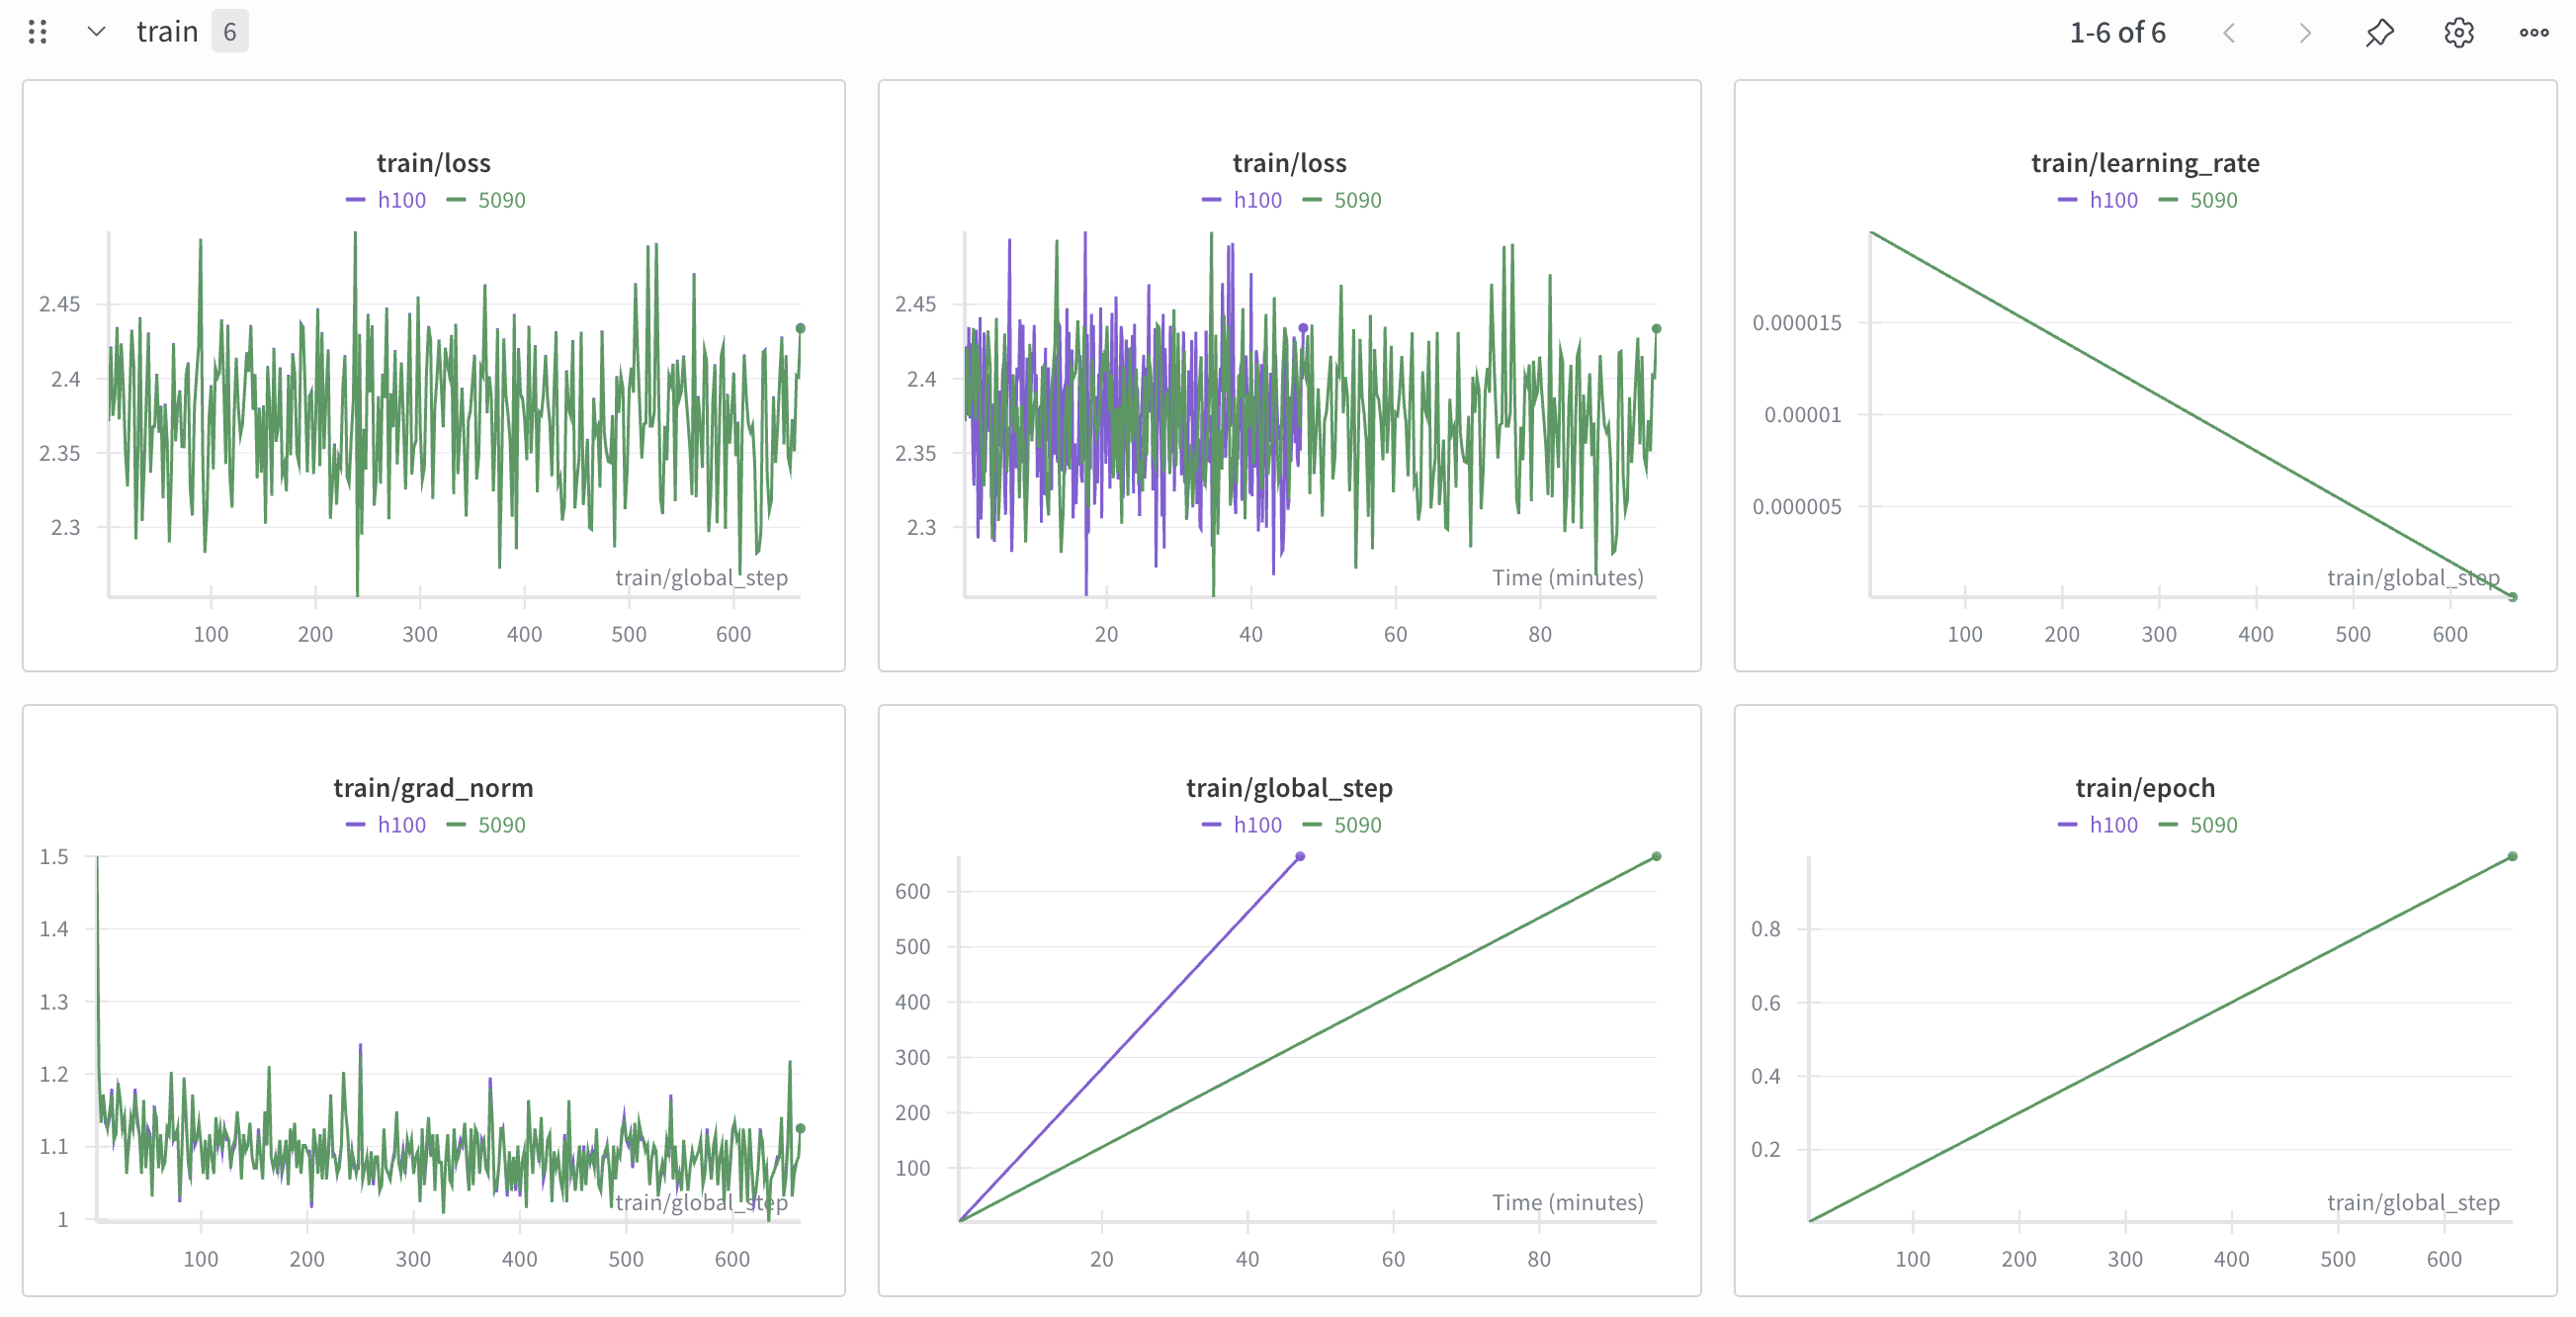 train 6
1-6 of 6
train/loss
h100 5090
2.45
2.4
2.35
2.3
train/global_step
100 200 300 400 500 600
train/loss
h100 5090
2.45
2.4
2.35
2.3
Time (minutes)
20 40 60 80
train/learning_rate
h100 5090
0.000015
0.00001
0.000005
train/global_step
100 200 300 400 500 600
train/grad_norm
h100 5090
1.5
1.4
1.3
1.2
1.1
1
train/global_step
100 200 300 400 500 600
train/global_step
h100 5090
600
500
400
300
200
100
Time (minutes)
20 40 60 80
train/epoch
h100 5090
0.8
0.6
0.4
0.2
train/global_step
100 200 300 400 500 600